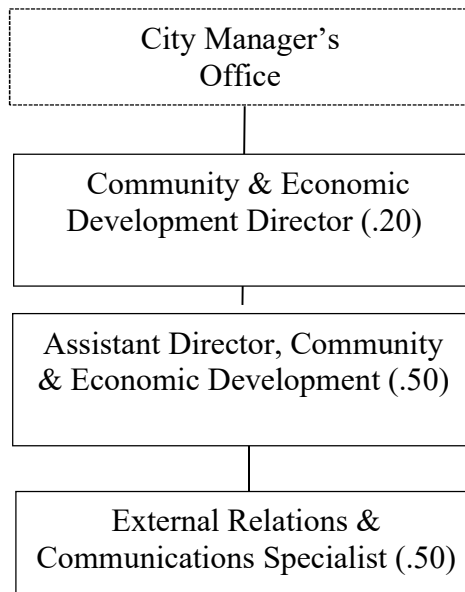 City Manager’s
Office
Community & Economic
Development Director (.20)
Assistant Director, Community
& Economic Development (.50)
External Relations &
Communications Specialist (.50)